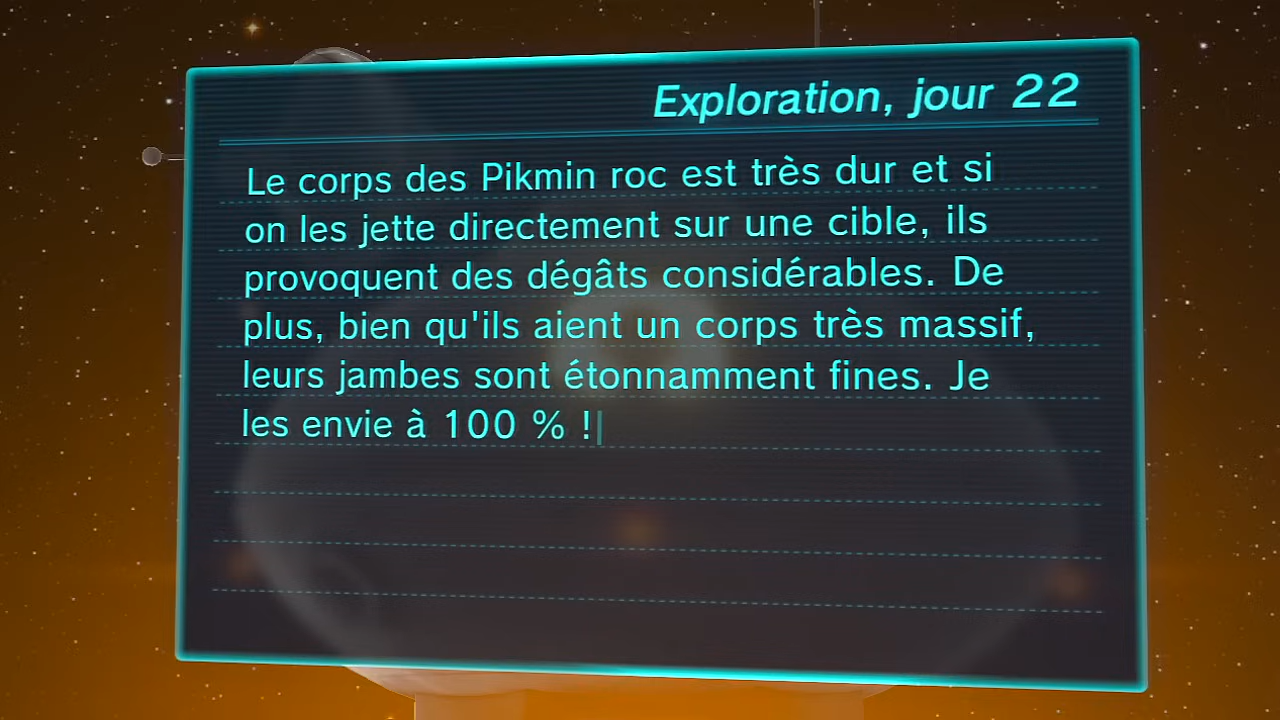 Exploration, jour 22
Le corps des Pikmin roc est très dur et si
on les jette directement sur une cible, ils
provoquent des dégâts considérables. De
plus, bien qu'ils aient un corps très massif,
leurs jambes sont étonnamment fines. Je
les envie à 100 % !